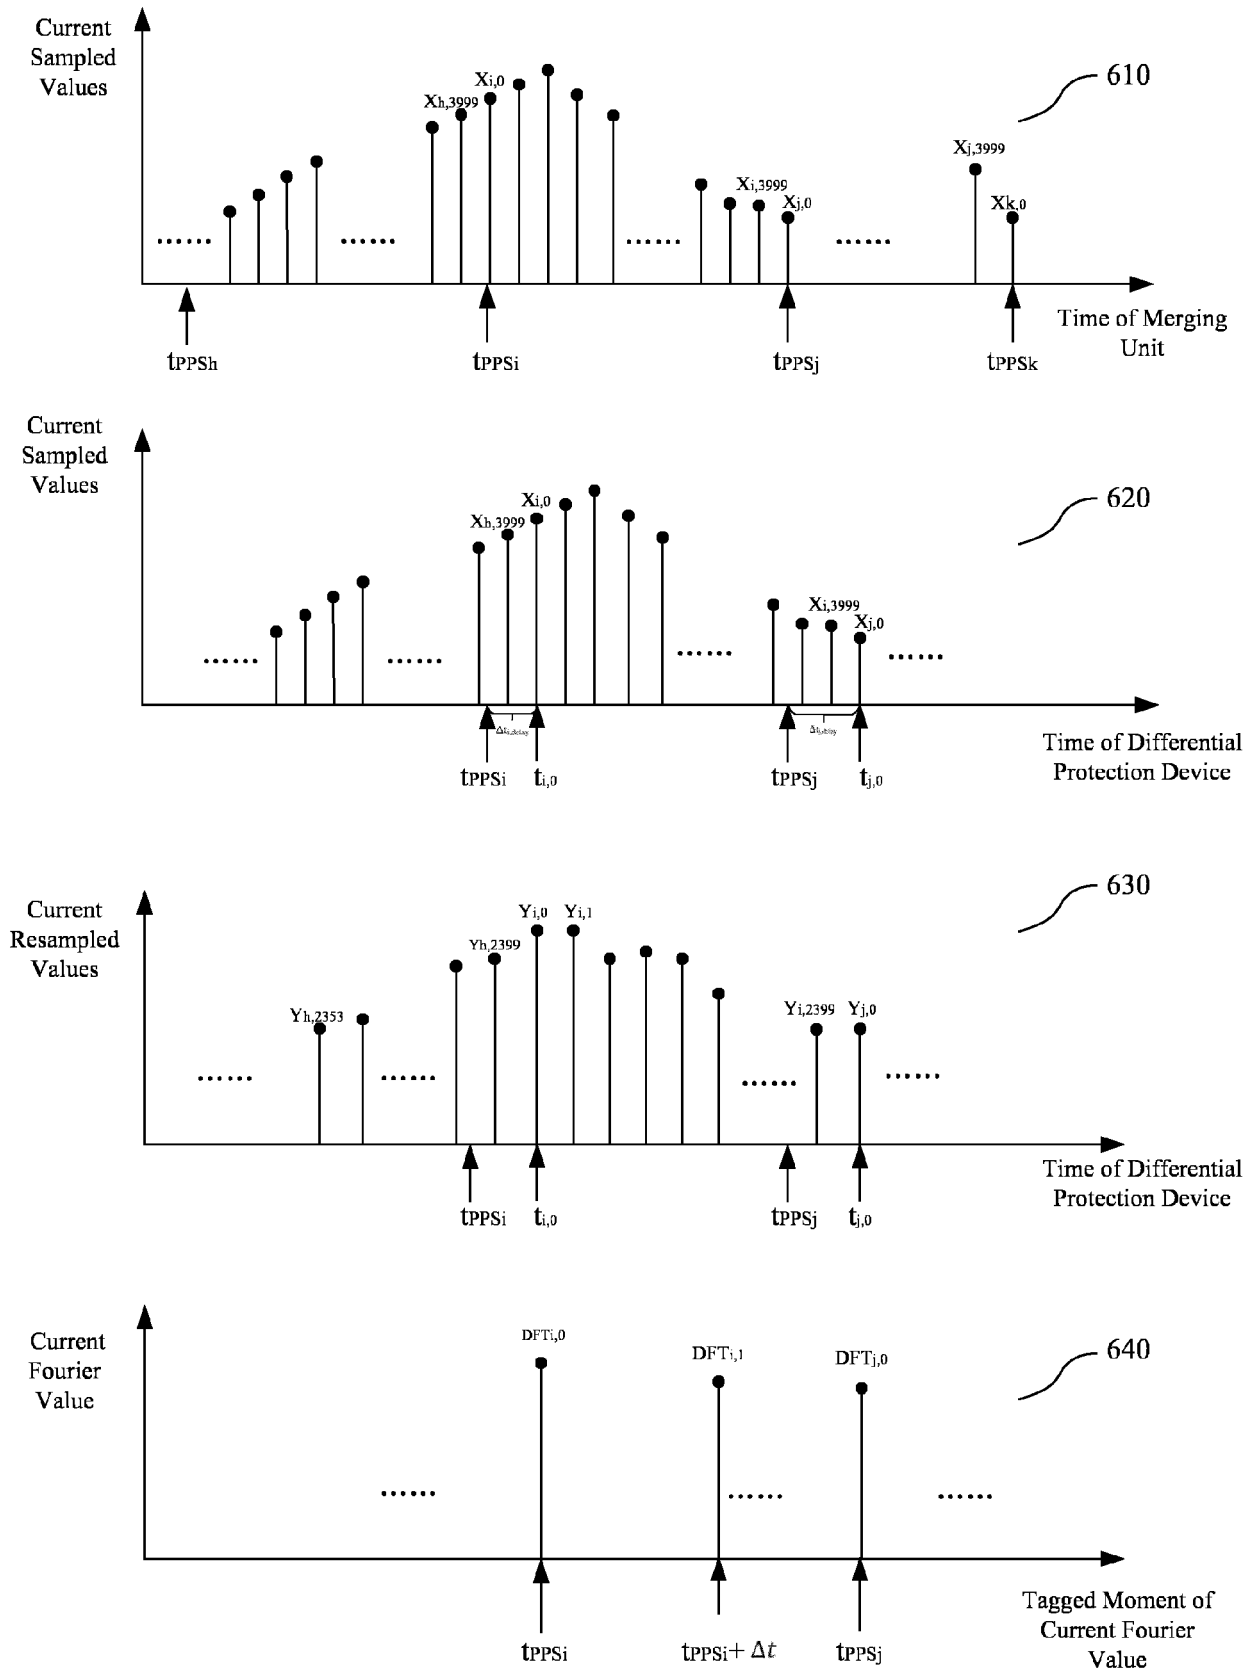 Current
Sampled
Values
610
Xi,0
Xh,3999
Xj,3999
Xi,3999
Xj,0
Xk,0
......
......
......
......
Time of Merging
Unit
tPPSh
tPPSi
tPPSj
tPPSk
Current
Sampled
Values
620
Xi,0
Xh,3999
Xi,3999
Xj,0
......
......
......
......
tPPSi
ti,0
tPPSj
tj,0
Time of Differential
Protection Device
Current
Resampled
Values
630
Yi,0
Yi,1
Yh,2399
Yh,2353
Yi,2399
Yj,0
......
......
......
......
tPPSi
ti,0
tPPSj
tj,0
Time of Differential
Protection Device
Current
Fourier
Value
640
DFTi,0
DFTi,1
DFTj,0
......
......
......
tPPSi
tPPSi+ Δt
tPPSj
Tagged Moment of
Current Fourier
Value